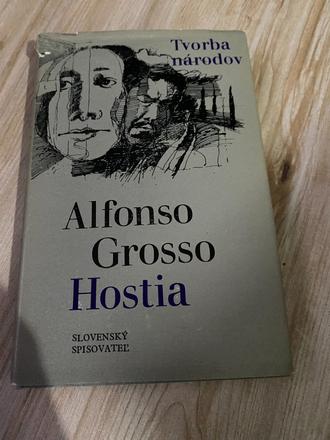 Tvorba
národov
Alfonso
Grosso
Hostia
SLOVENSKÝ
SPISOVATEĽ